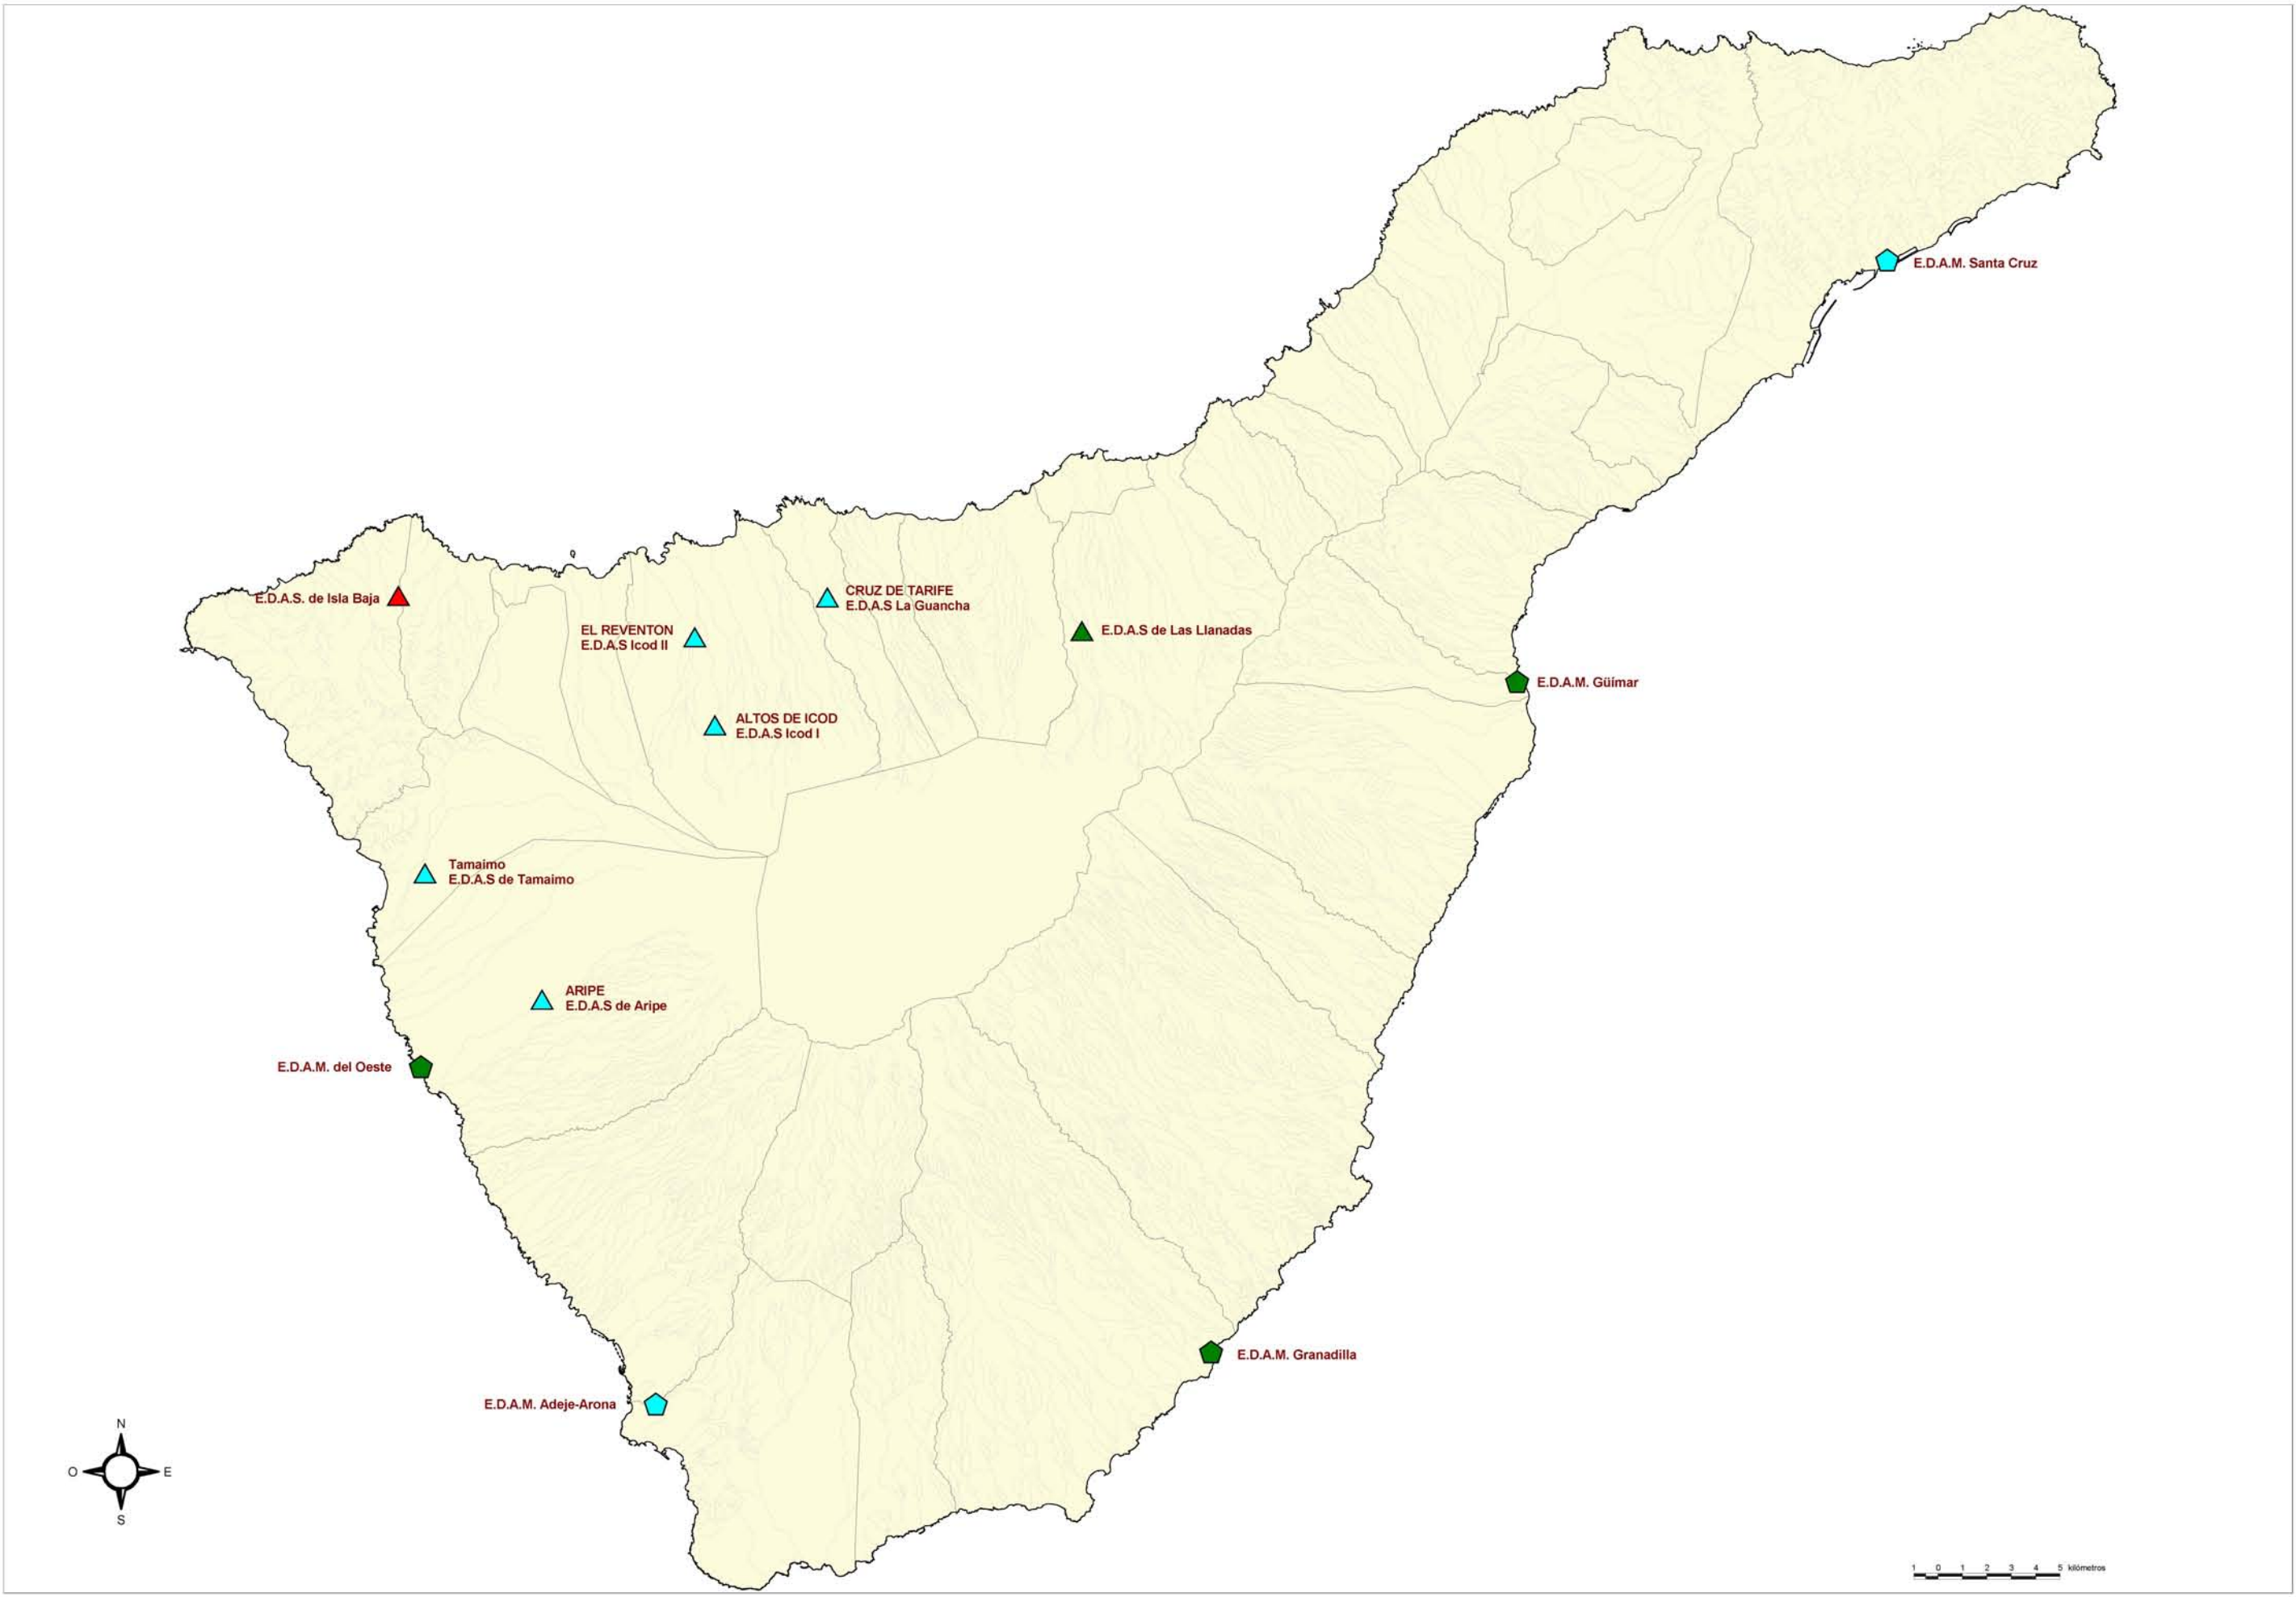 E.D.A.M. Santa Cruz
E.D.A.S. de Isla Baja
CRUZ DE TARIFE
E.D.A.S La Guancha
EL REVENTON
E.D.A.S Icod II
E.D.A.S de Las Llanadas
E.D.A.M. Güímar
ALTOS DE ICOD
E.D.A.S Icod I
Tamaimo
E.D.A.S de Tamaimo
ARIPE
E.D.A.S de Aripe
E.D.A.M. del Oeste
E.D.A.M. Granadilla
E.D.A.M. Adeje-Arona
N
O E
S
1 0 1 2 3 4 5 kilómetros